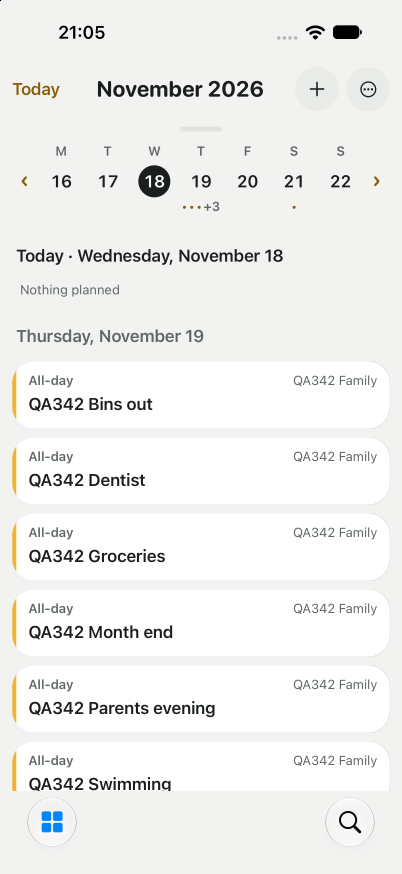 21:05
Today November 2026
M T W T F S S
‹ 16 17 18 19 20 21 22 ›
+3
Today · Wednesday, November 18
Nothing planned
Thursday, November 19
All-day QA342 Family
QA342 Bins out
All-day QA342 Family
QA342 Dentist
All-day QA342 Family
QA342 Groceries
All-day QA342 Family
QA342 Month end
All-day QA342 Family
QA342 Parents evening
All-day QA342 Family
QA342 Swimming